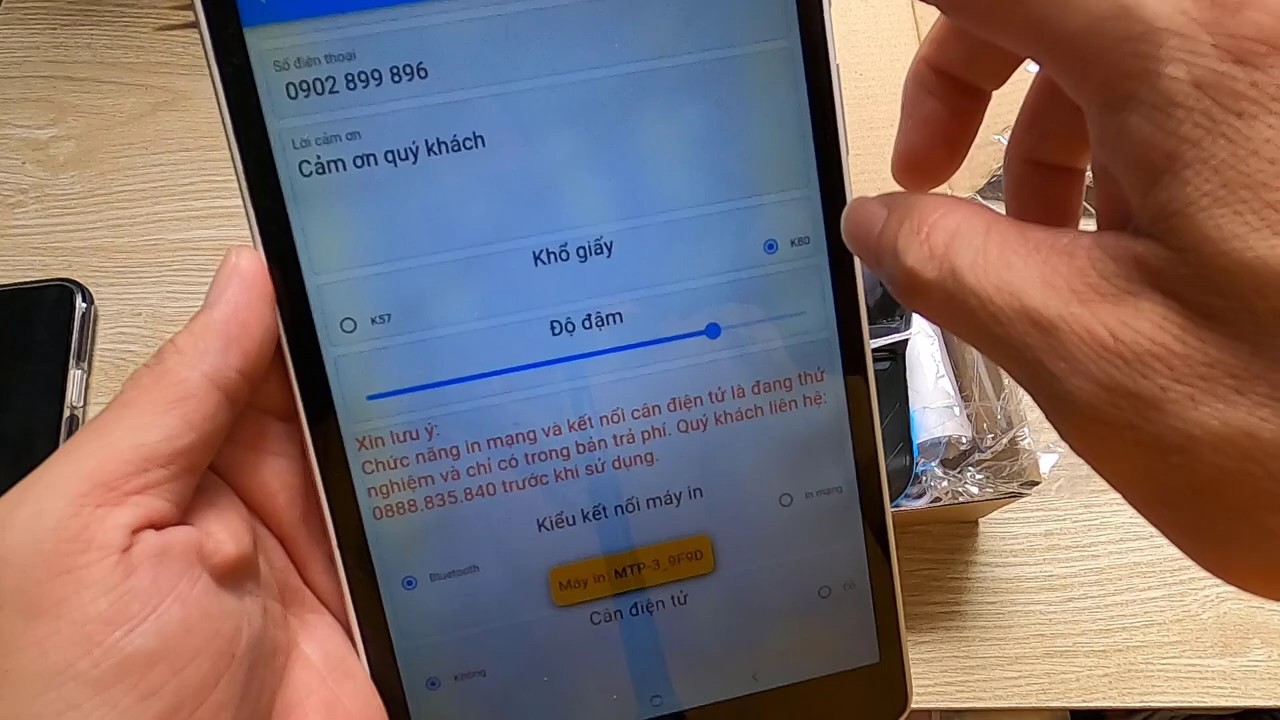 Số điện thoại
0902 899 896
Lời cảm ơn
Cảm ơn quý khách
Khổ giấy
K80
K57
Độ đậm
Xin lưu ý:
Chức năng in mạng và kết nối cân điện tử là đang thử
nghiệm và chỉ có trong bản trả phí. Quý khách liên hệ:
0888.835.840 trước khi sử dụng.
Kiểu kết nối máy in
In mạng
Bluetooth
Máy in: MTP-3_9F9D
Cân điện tử
Có
Không